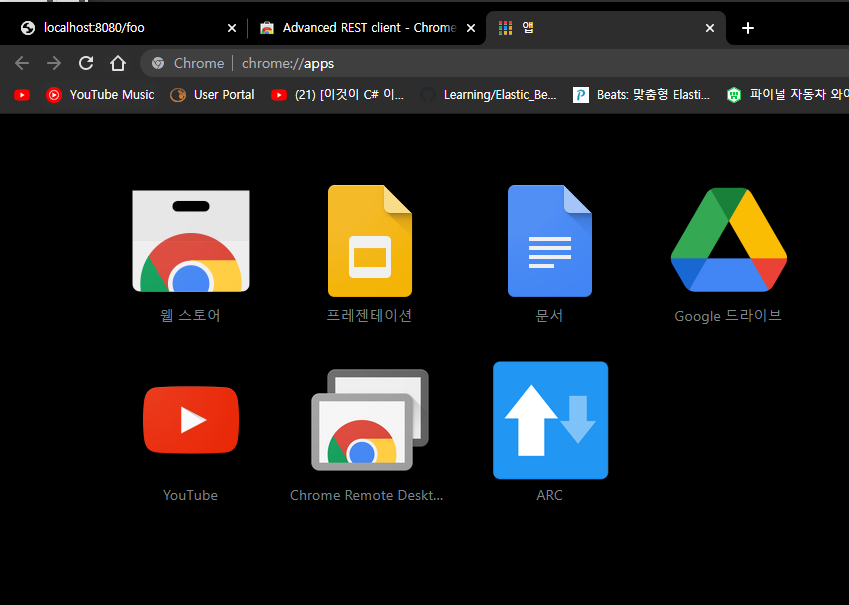 localhost:8080/foo
Advanced REST client - Chrome
앱
Chrome | chrome://apps
YouTube Music
User Portal
(21) [이것이 C# 이...
Learning/Elastic_Be...
Beats: 맞춤형 Elasti...
파이널 자동차 와이
웹 스토어
프레젠테이션
문서
Google 드라이브
YouTube
Chrome Remote Deskt...
ARC